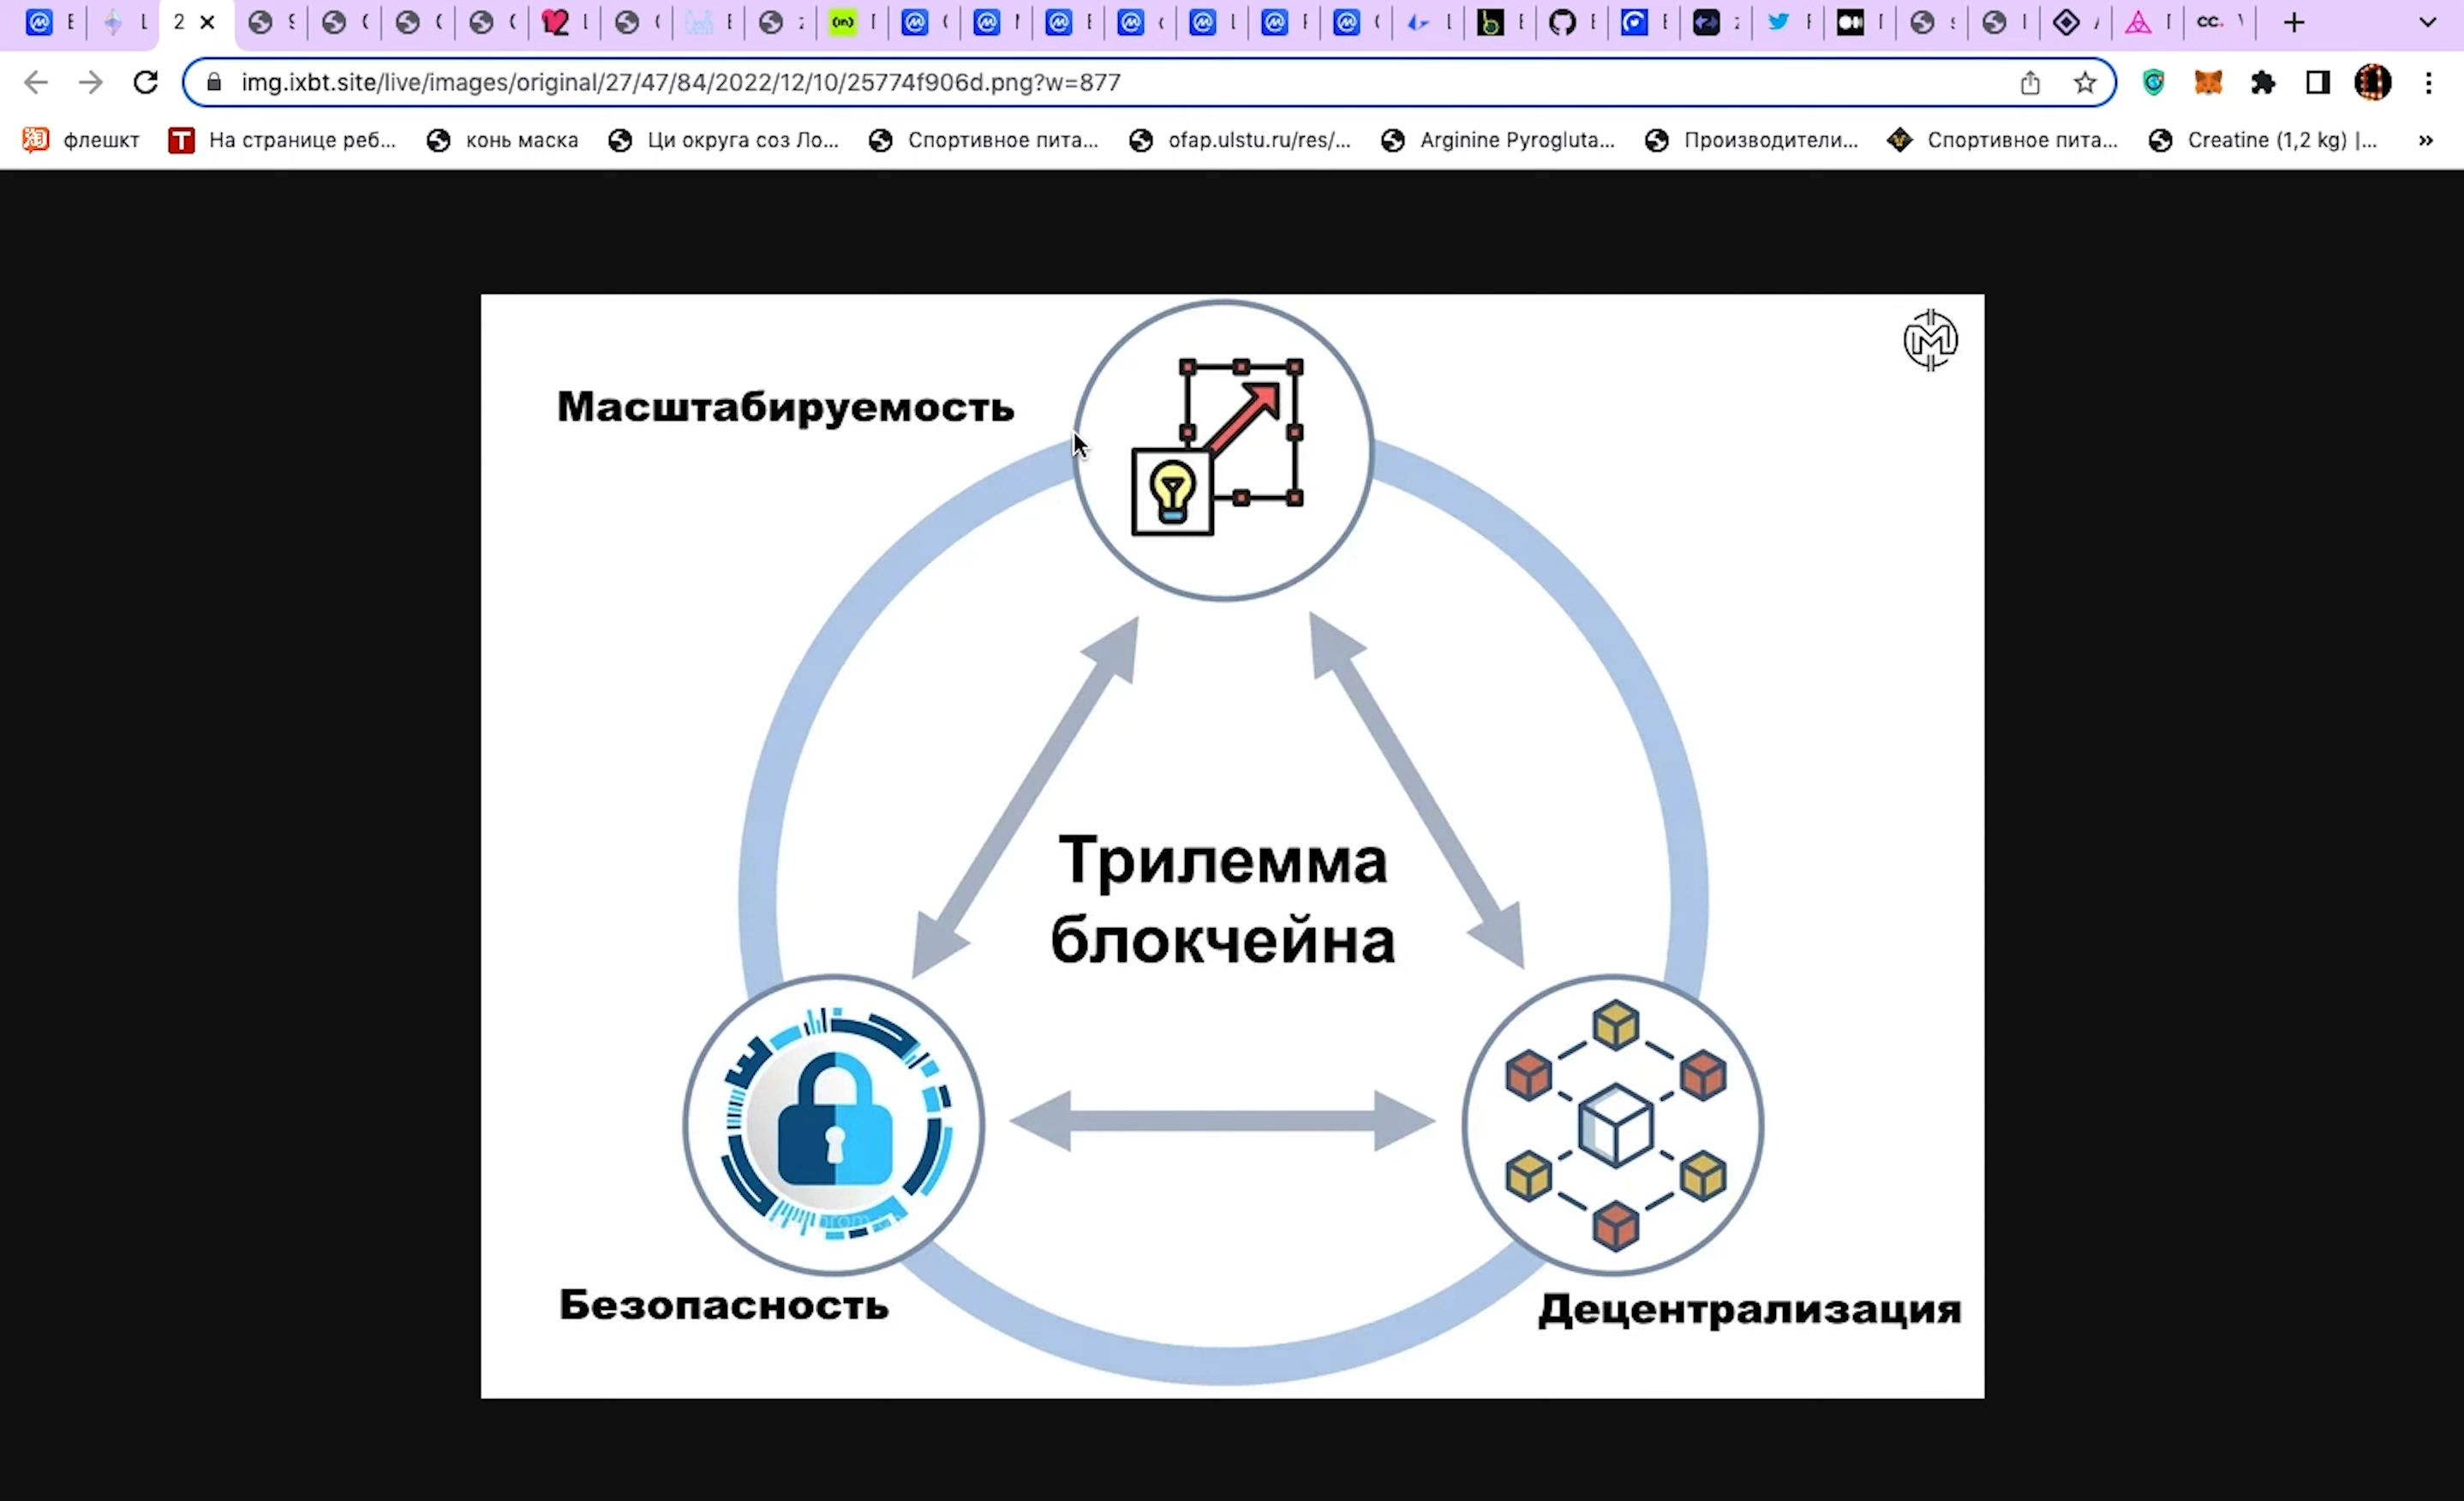 2
img.ixbt.site/live/images/original/27/47/84/2022/12/10/25774f906d.png?w=877
флешкт
На странице реб...
конь маска
Ци округа соз Ло...
Спортивное пита...
ofap.ulstu.ru/res/...
Arginine Pyrogluta...
Производители...
Спортивное пита...
Creatine (1,2 kg) |...
Масштабируемость
Трилемма
блокчейна
Безопасность
Децентрализация